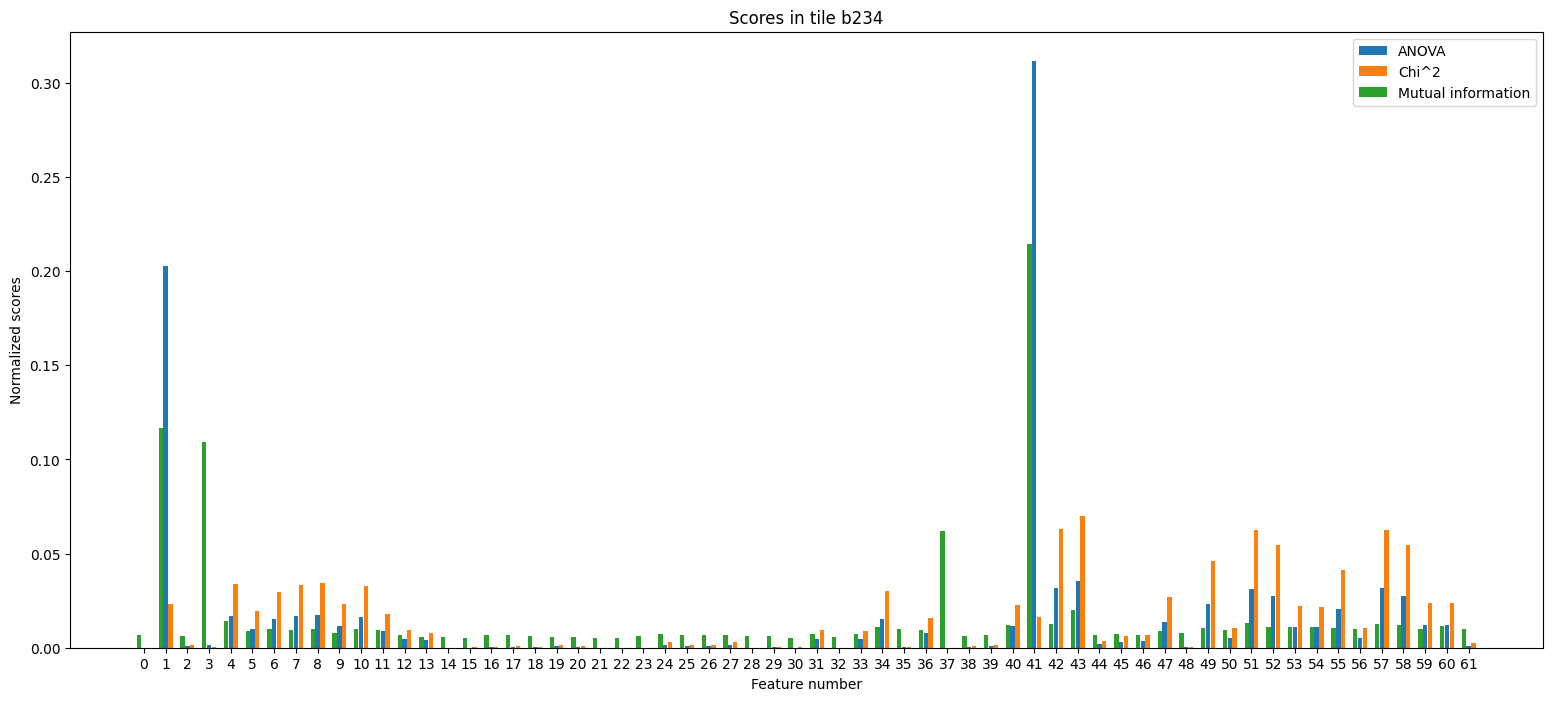 Scores in tile b234
ANOVA
Chi^2
Mutual information
Normalized scores
0.30
0.25
0.20
0.15
0.10
0.05
0.00
0 1 2 3 4 5 6 7 8 9 10 11 12 13 14 15 16 17 18 19 20 21 22 23 24 25 26 27 28 29 30 31 32 33 34 35 36 37 38 39 40 41 42 43 44 45 46 47 48 49 50 51 52 53 54 55 56 57 58 59 60 61
Feature number